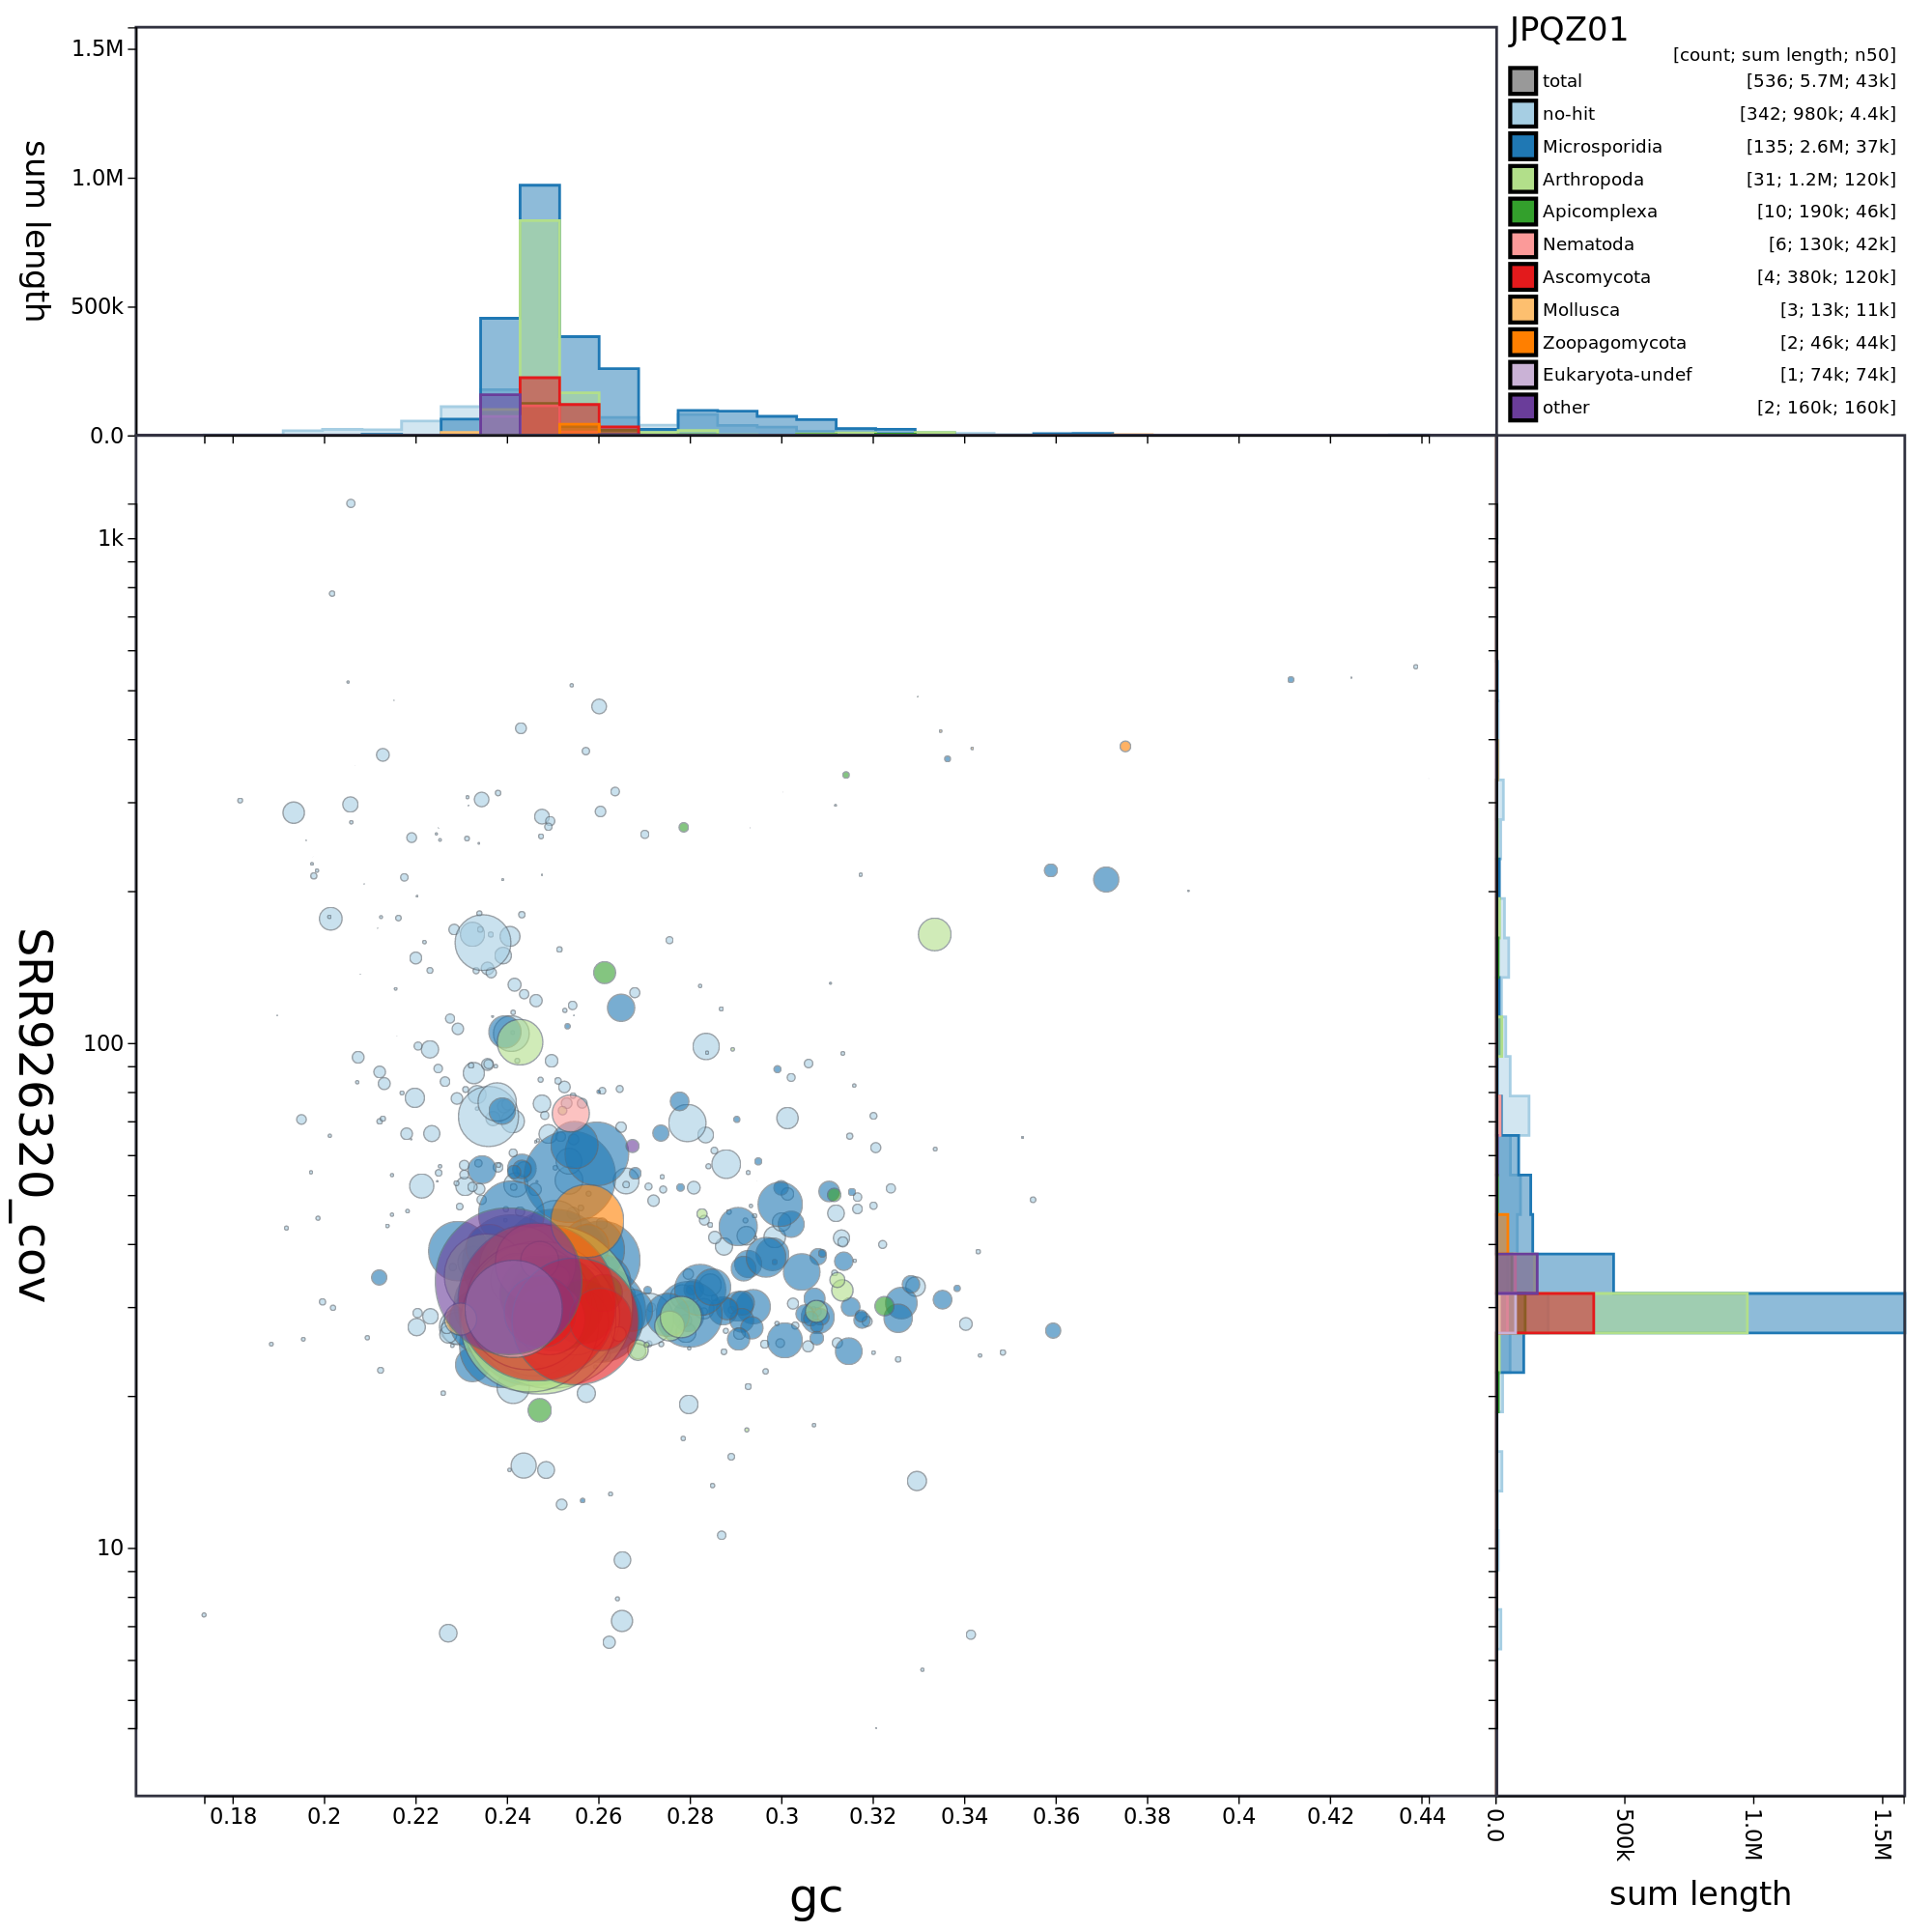 JPQZ01
[count; sum length; n50]
total [536; 5.7M; 43k]
no-hit [342; 980k; 4.4k]
Microsporidia [135; 2.6M; 37k]
Arthropoda [31; 1.2M; 120k]
Apicomplexa [10; 190k; 46k]
Nematoda [6; 130k; 42k]
Ascomycota [4; 380k; 120k]
Mollusca [3; 13k; 11k]
Zoopagomycota [2; 46k; 44k]
Eukaryota-undef [1; 74k; 74k]
other [2; 160k; 160k]
sum length
1.5M
1.0M
500k
0.0
SRR926320_cov
1k
100
10
0.18 0.2 0.22 0.24 0.26 0.28 0.3 0.32 0.34 0.36 0.38 0.4 0.42 0.44
gc
0.0 500k 1.0M 1.5M
sum length